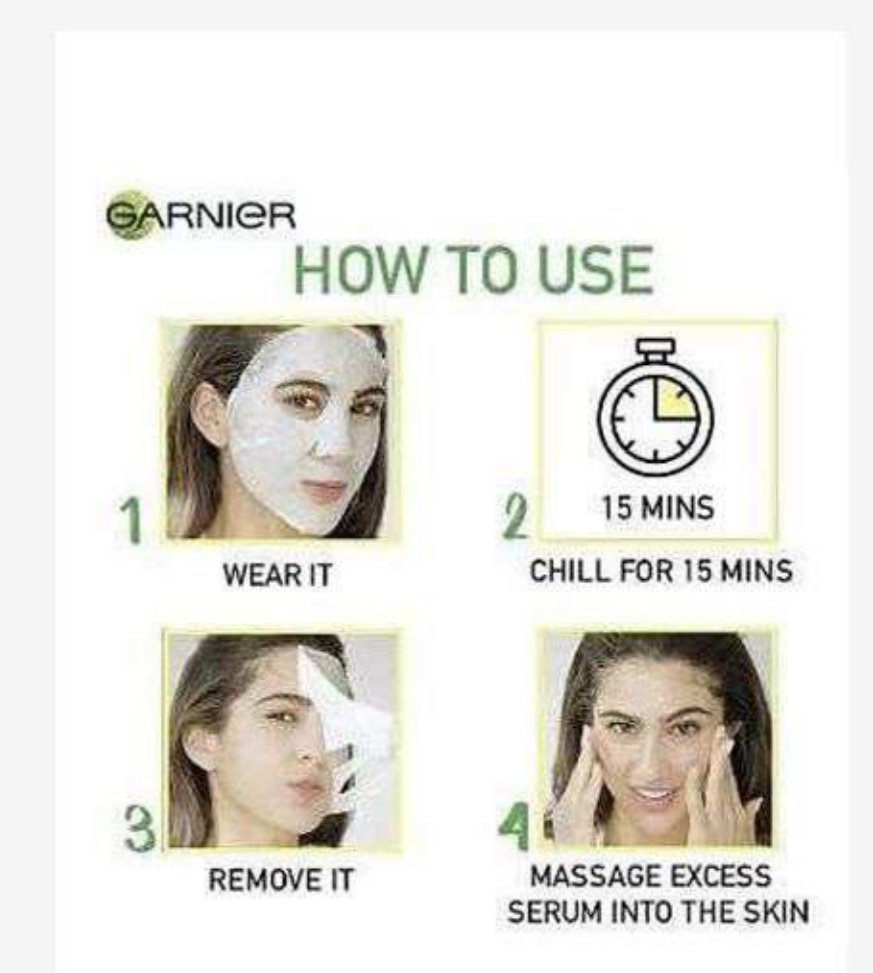 GARNIER
HOW TO USE
1
WEAR IT
2
15 MINS
CHILL FOR 15 MINS
3
REMOVE IT
4
MASSAGE EXCESS
SERUM INTO THE SKIN